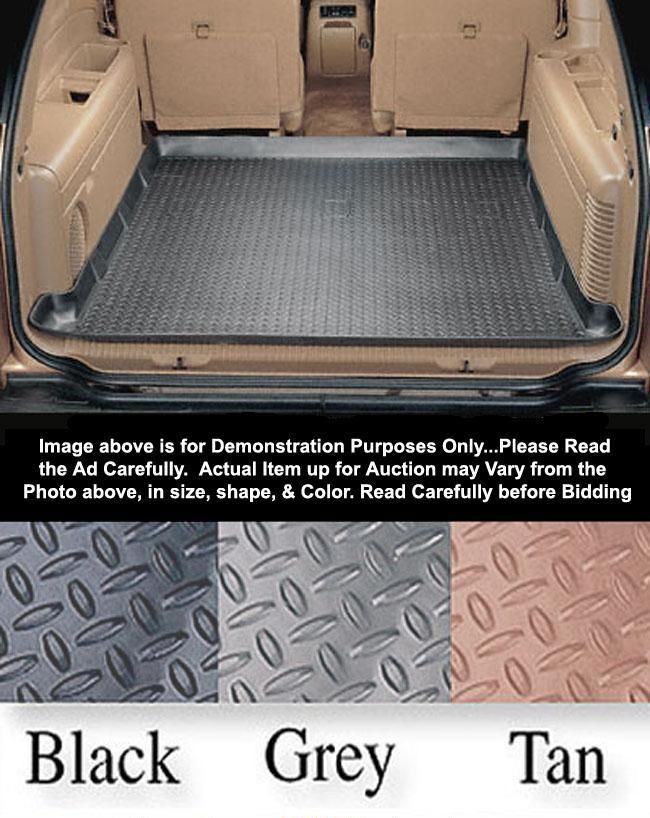 Image above is for Demonstration Purposes Only...Please Read
the Ad Carefully.  Actual Item up for Auction may Vary from the
Photo above, in size, shape, & Color. Read Carefully before Bidding
Black Grey Tan